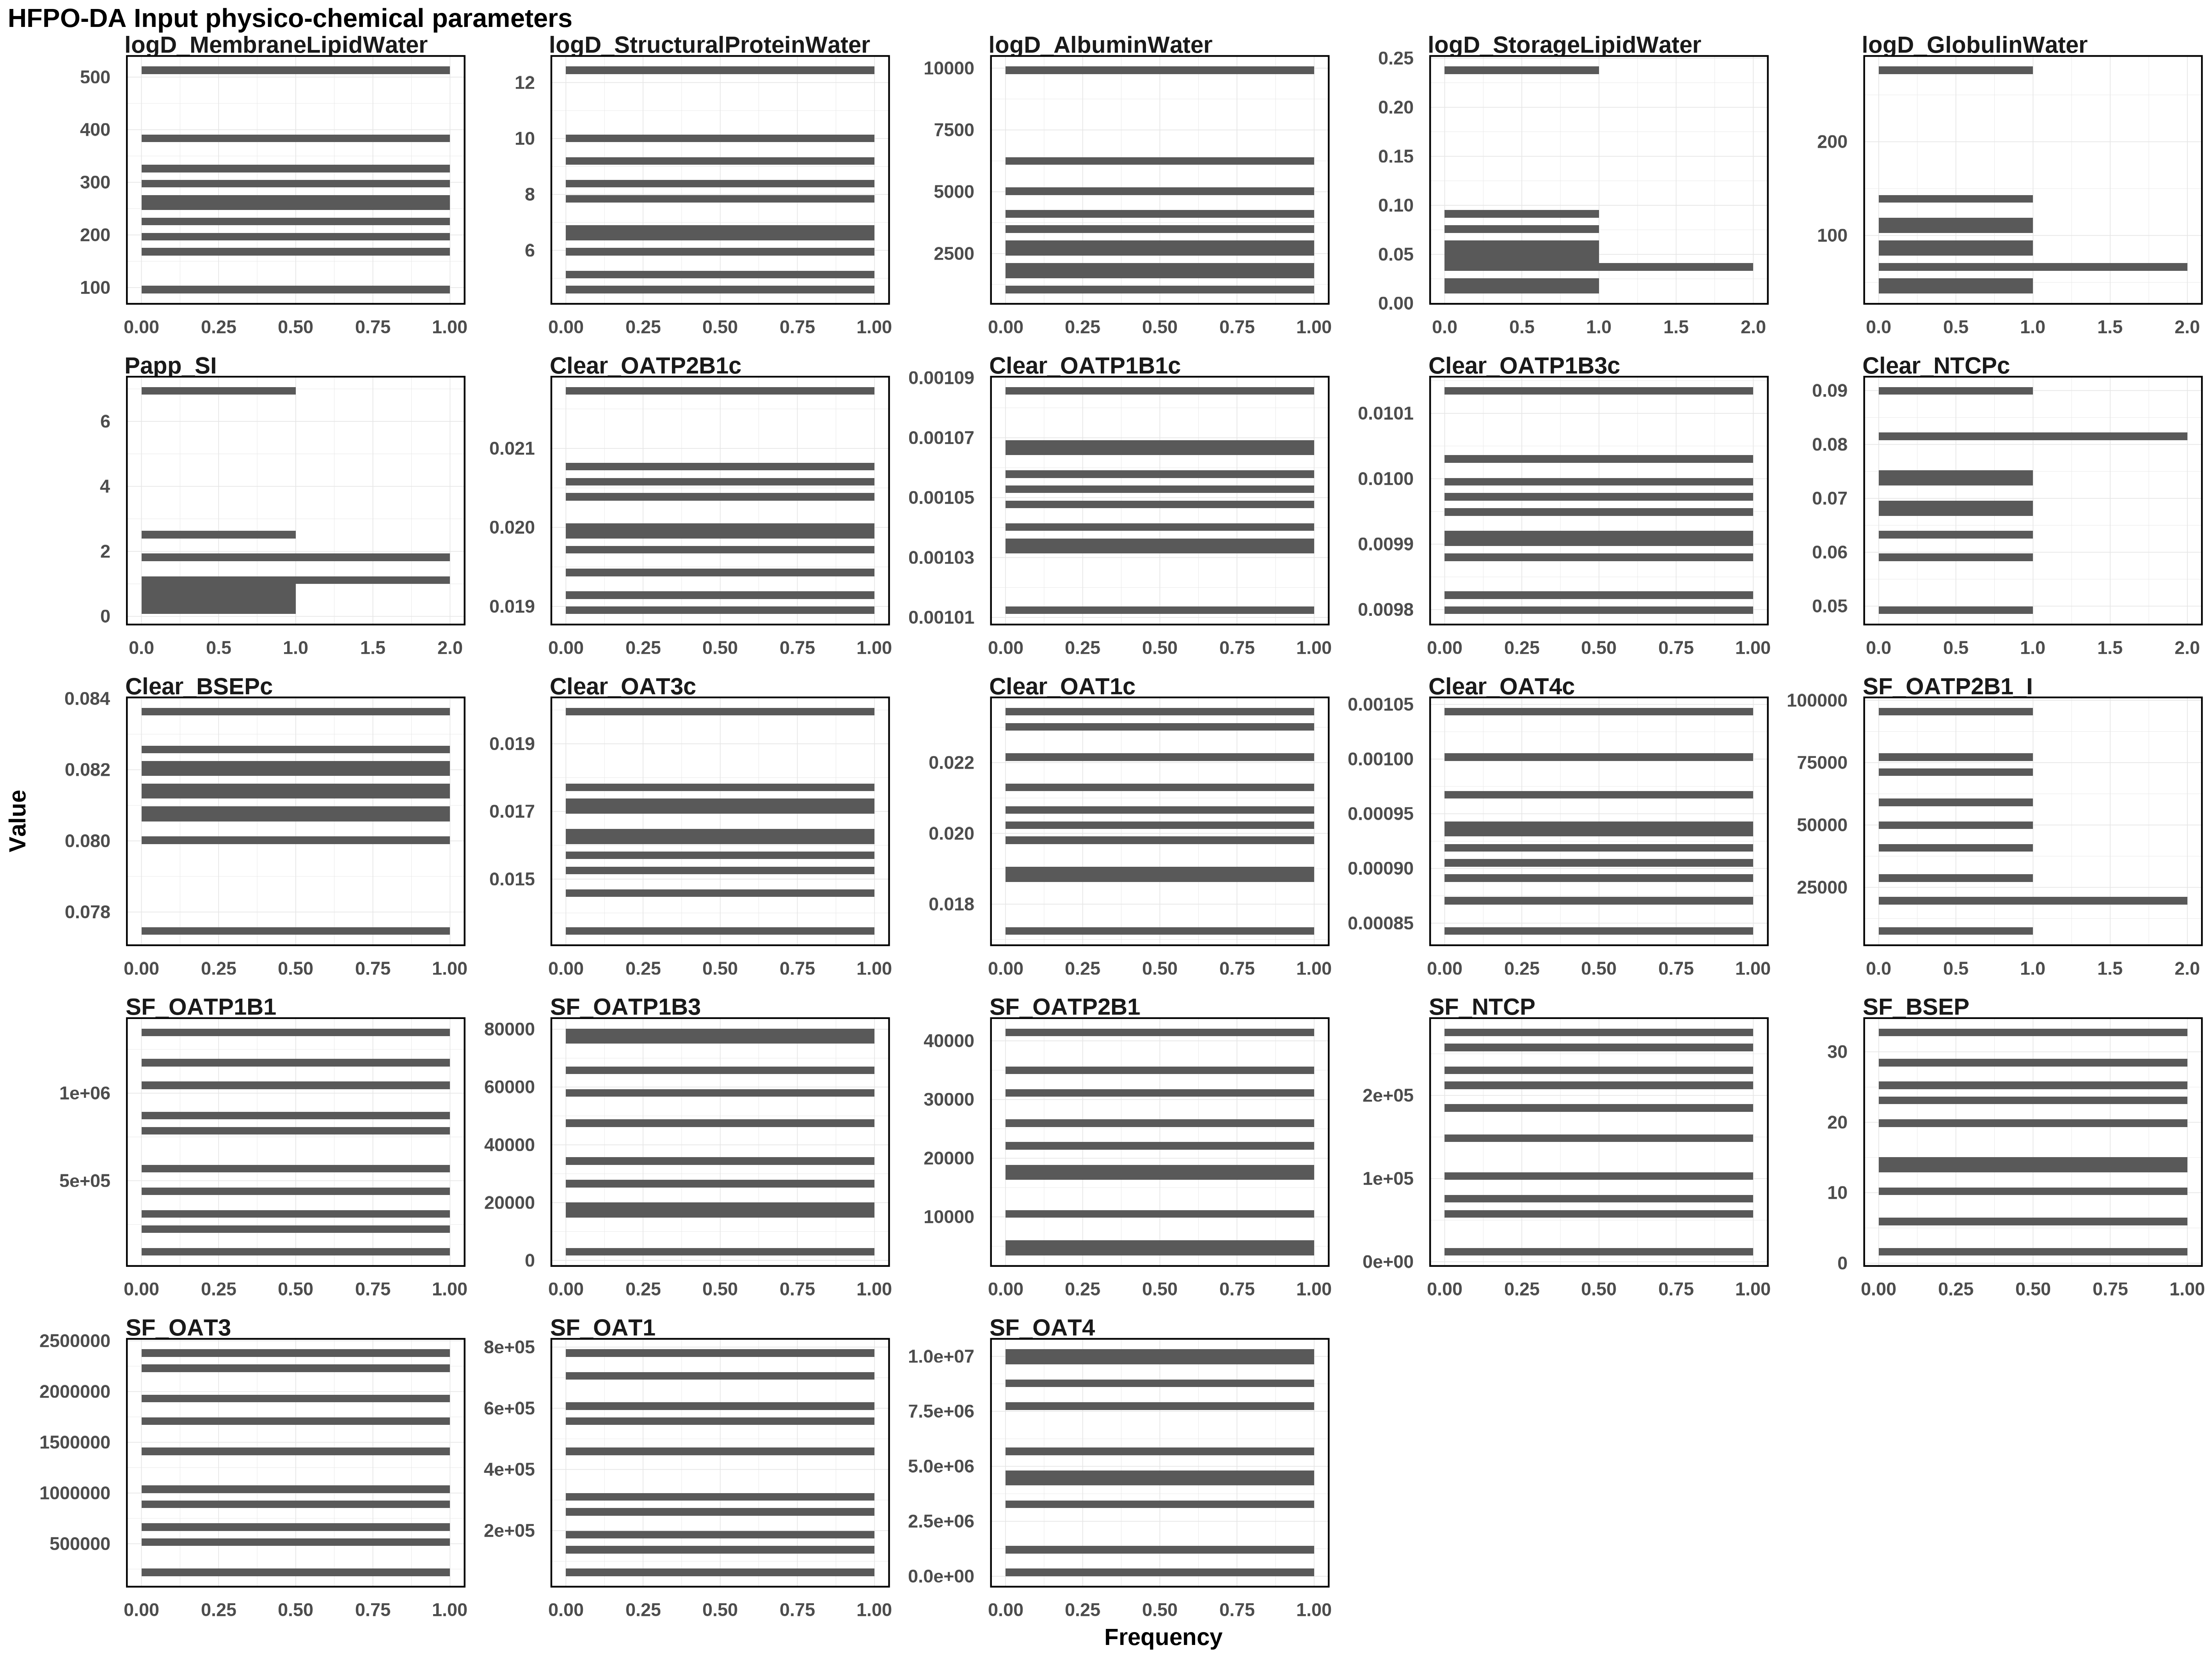 HFPO-DA Input physico-chemical parameters
logD_MembraneLipidWater
500
400
300
200
100
0.00 0.25 0.50 0.75 1.00
logD_StructuralProteinWater
12
10
8
6
0.00 0.25 0.50 0.75 1.00
logD_AlbuminWater
10000
7500
5000
2500
0.00 0.25 0.50 0.75 1.00
logD_StorageLipidWater
0.25
0.20
0.15
0.10
0.05
0.00
0.0 0.5 1.0 1.5 2.0
logD_GlobulinWater
200
100
0.0 0.5 1.0 1.5 2.0
Papp_SI
6
4
2
0
0.0 0.5 1.0 1.5 2.0
Clear_OATP2B1c
0.021
0.020
0.019
0.00 0.25 0.50 0.75 1.00
Clear_OATP1B1c
0.00109
0.00107
0.00105
0.00103
0.00101
0.00 0.25 0.50 0.75 1.00
Clear_OATP1B3c
0.0101
0.0100
0.0099
0.0098
0.00 0.25 0.50 0.75 1.00
Clear_NTCPc
0.09
0.08
0.07
0.06
0.05
0.0 0.5 1.0 1.5 2.0
Value
Clear_BSEPc
0.084
0.082
0.080
0.078
0.00 0.25 0.50 0.75 1.00
Clear_OAT3c
0.019
0.017
0.015
0.00 0.25 0.50 0.75 1.00
Clear_OAT1c
0.022
0.020
0.018
0.00 0.25 0.50 0.75 1.00
Clear_OAT4c
0.00105
0.00100
0.00095
0.00090
0.00085
0.00 0.25 0.50 0.75 1.00
SF_OATP2B1_I
100000
75000
50000
25000
0.0 0.5 1.0 1.5 2.0
SF_OATP1B1
1e+06
5e+05
0.00 0.25 0.50 0.75 1.00
SF_OATP1B3
80000
60000
40000
20000
0
0.00 0.25 0.50 0.75 1.00
SF_OATP2B1
40000
30000
20000
10000
0.00 0.25 0.50 0.75 1.00
SF_NTCP
2e+05
1e+05
0e+00
0.00 0.25 0.50 0.75 1.00
SF_BSEP
30
20
10
0
0.00 0.25 0.50 0.75 1.00
SF_OAT3
2500000
2000000
1500000
1000000
500000
0.00 0.25 0.50 0.75 1.00
SF_OAT1
8e+05
6e+05
4e+05
2e+05
0.00 0.25 0.50 0.75 1.00
SF_OAT4
1.0e+07
7.5e+06
5.0e+06
2.5e+06
0.0e+00
0.00 0.25 0.50 0.75 1.00
Frequency